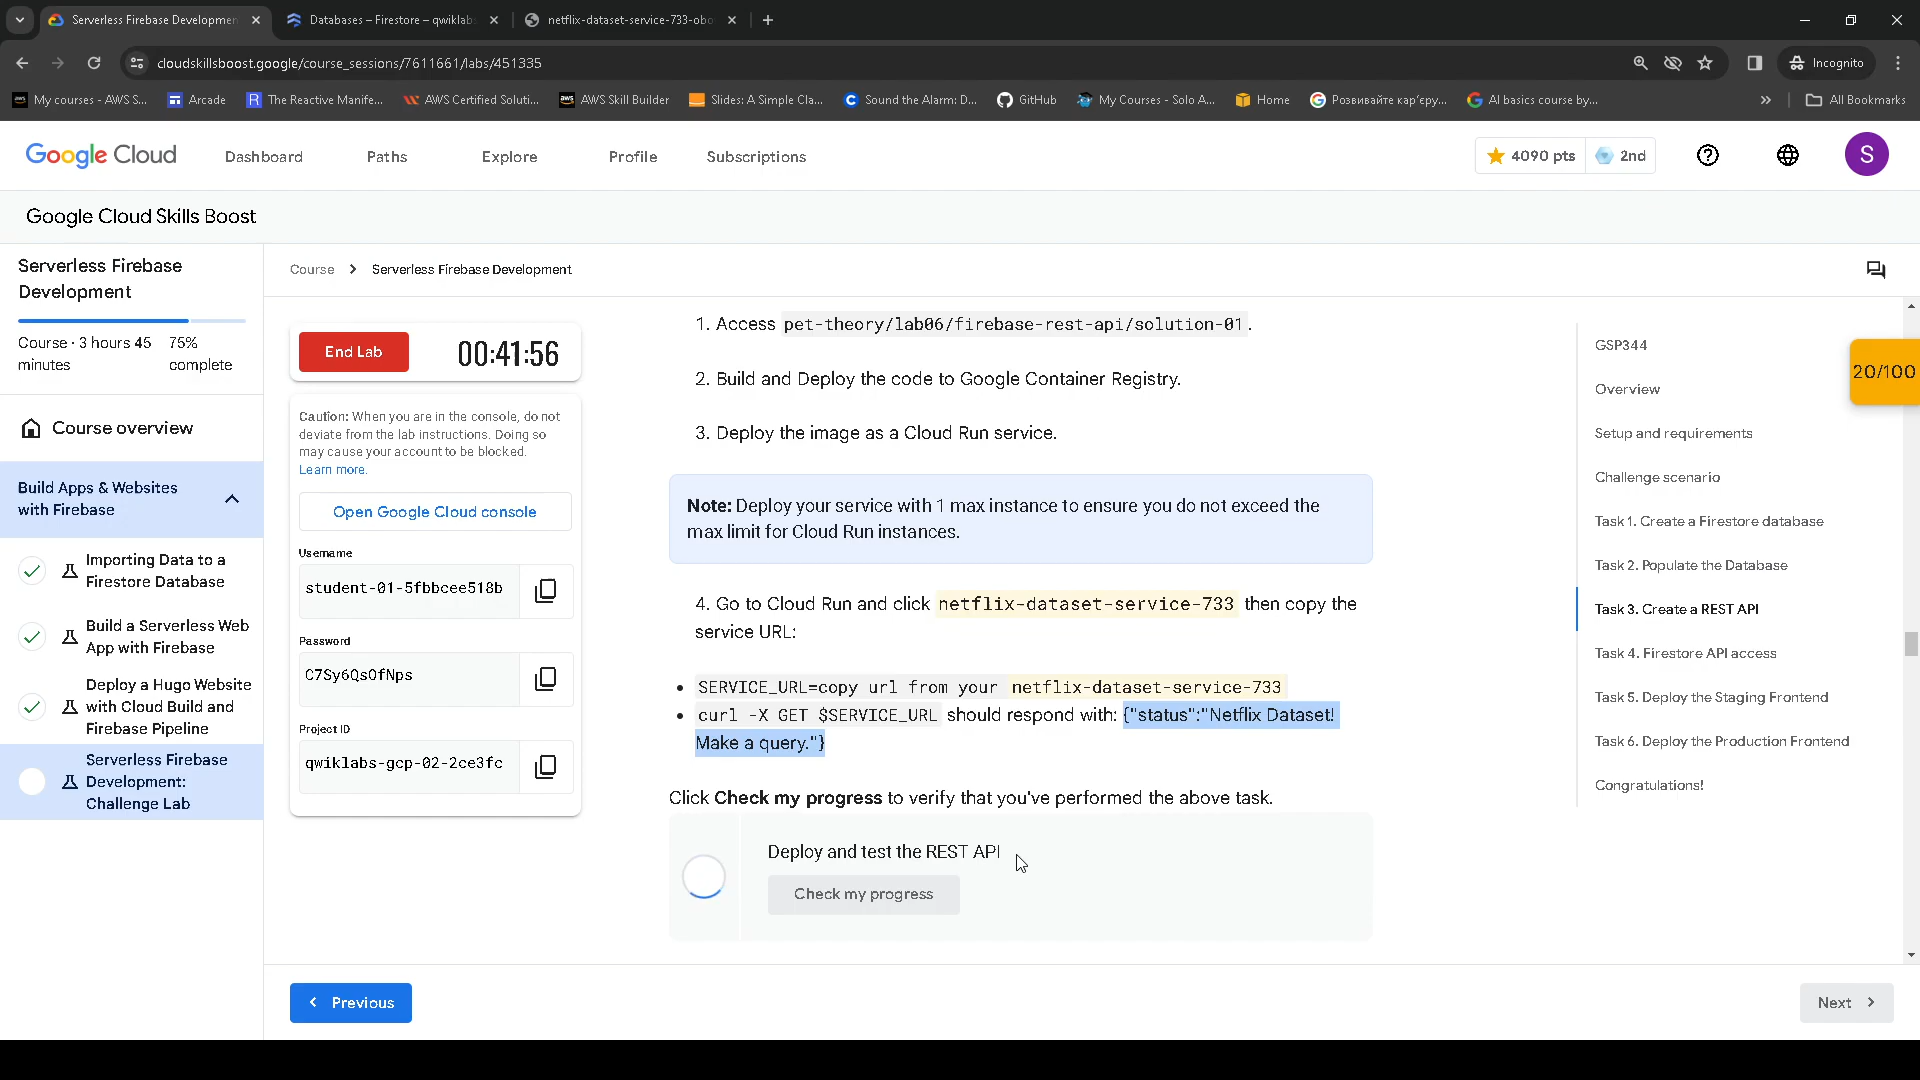 Serverless Firebase Developmen
Databases – Firestore – qwiklabs
netflix-dataset-service-733-obo
cloudskillsboost.google/course_sessions/7611661/labs/451335
Incognito
My courses - AWS S...
Arcade
The Reactive Manife...
AWS Certified Soluti...
AWS Skill Builder
Slides: A Simple Cla...
Sound the Alarm: D...
GitHub
My Courses - Solo A...
Home
Розвивайте кар'єру...
AI basics course by...
»
All Bookmarks
Google Cloud
Dashboard
Paths
Explore
Profile
Subscriptions
4090 pts
2nd
S
Google Cloud Skills Boost
Serverless Firebase
Development
Course · 3 hours 45
minutes
75%
complete
Course overview
Build Apps & Websites
with Firebase
Importing Data to a
Firestore Database
Build a Serverless Web
App with Firebase
Deploy a Hugo Website
with Cloud Build and
Firebase Pipeline
Serverless Firebase
Development:
Challenge Lab
Course > Serverless Firebase Development
End Lab
00:41:56
Caution: When you are in the console, do not
deviate from the lab instructions. Doing so
may cause your account to be blocked.
Learn more.
Open Google Cloud console
Username
student-01-5fbbcee518b
Password
C7Sy6QsOfNps
Project ID
qwiklabs-gcp-02-2ce3fc
1. Access pet-theory/lab06/firebase-rest-api/solution-01.
2. Build and Deploy the code to Google Container Registry.
3. Deploy the image as a Cloud Run service.
Note: Deploy your service with 1 max instance to ensure you do not exceed the
max limit for Cloud Run instances.
4. Go to Cloud Run and click netflix-dataset-service-733 then copy the
service URL:
• SERVICE_URL=copy url from your netflix-dataset-service-733
• curl -X GET $SERVICE_URL should respond with: {"status":"Netflix Dataset!
Make a query."}
Click Check my progress to verify that you've performed the above task.
Deploy and test the REST API
Check my progress
GSP344
Overview
Setup and requirements
Challenge scenario
Task 1. Create a Firestore database
Task 2. Populate the Database
Task 3. Create a REST API
Task 4. Firestore API access
Task 5. Deploy the Staging Frontend
Task 6. Deploy the Production Frontend
Congratulations!
20/100
Previous
Next